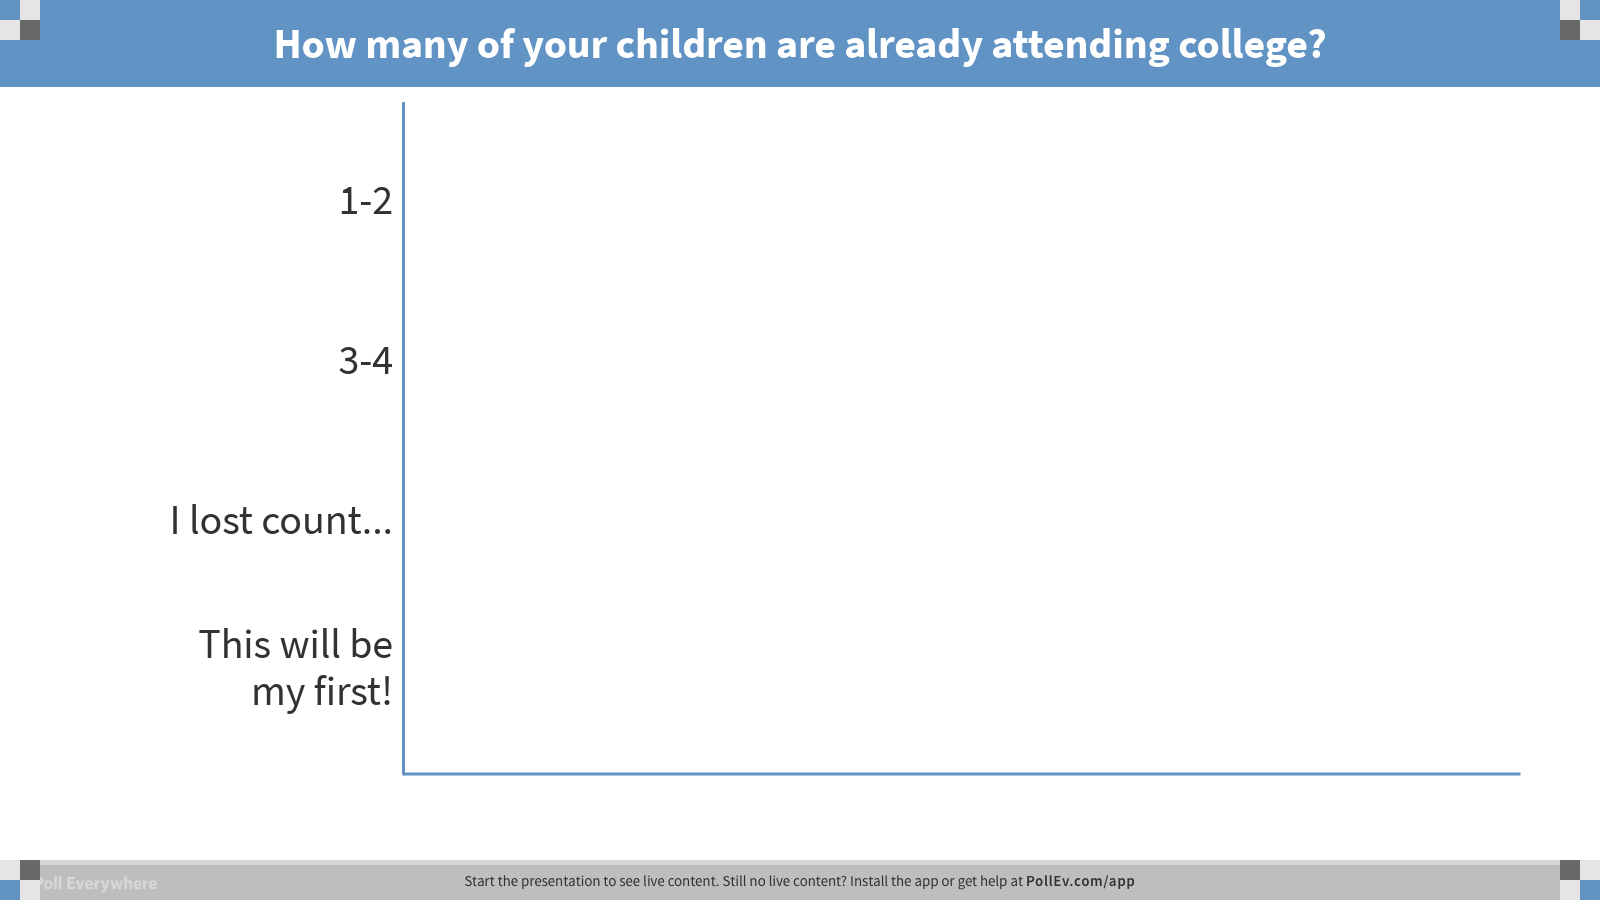 How many of your children are already attending college?
1-2
3-4
I lost count...
This will be
my first!
Poll Everywhere
Start the presentation to see live content. Still no live content? Install the app or get help at PollEv.com/app